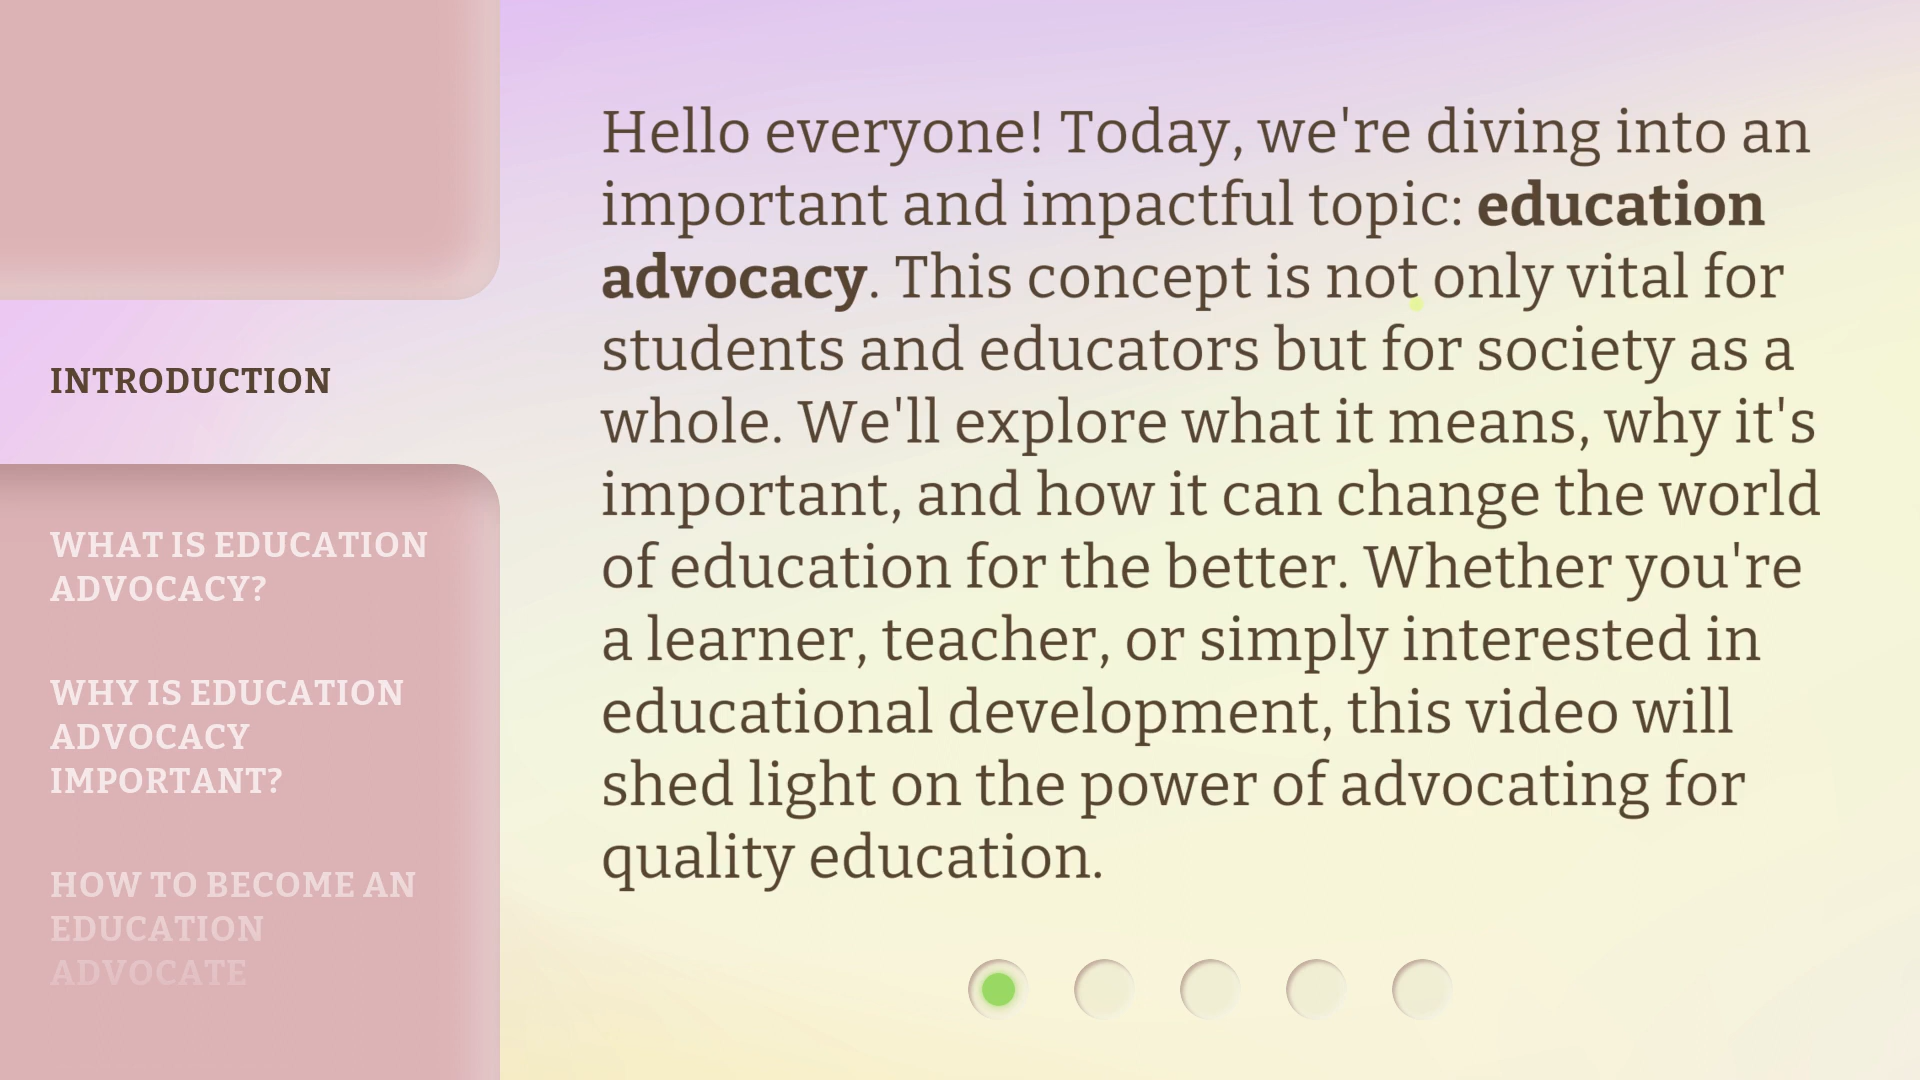 INTRODUCTION
WHAT IS EDUCATION
ADVOCACY?
WHY IS EDUCATION
ADVOCACY
IMPORTANT?
HOW TO BECOME AN
EDUCATION
ADVOCATE
Hello everyone! Today, we're diving into an
important and impactful topic: education
advocacy. This concept is not only vital for
students and educators but for society as a
whole. We'll explore what it means, why it's
important, and how it can change the world
of education for the better. Whether you're
a learner, teacher, or simply interested in
educational development, this video will
shed light on the power of advocating for
quality education.